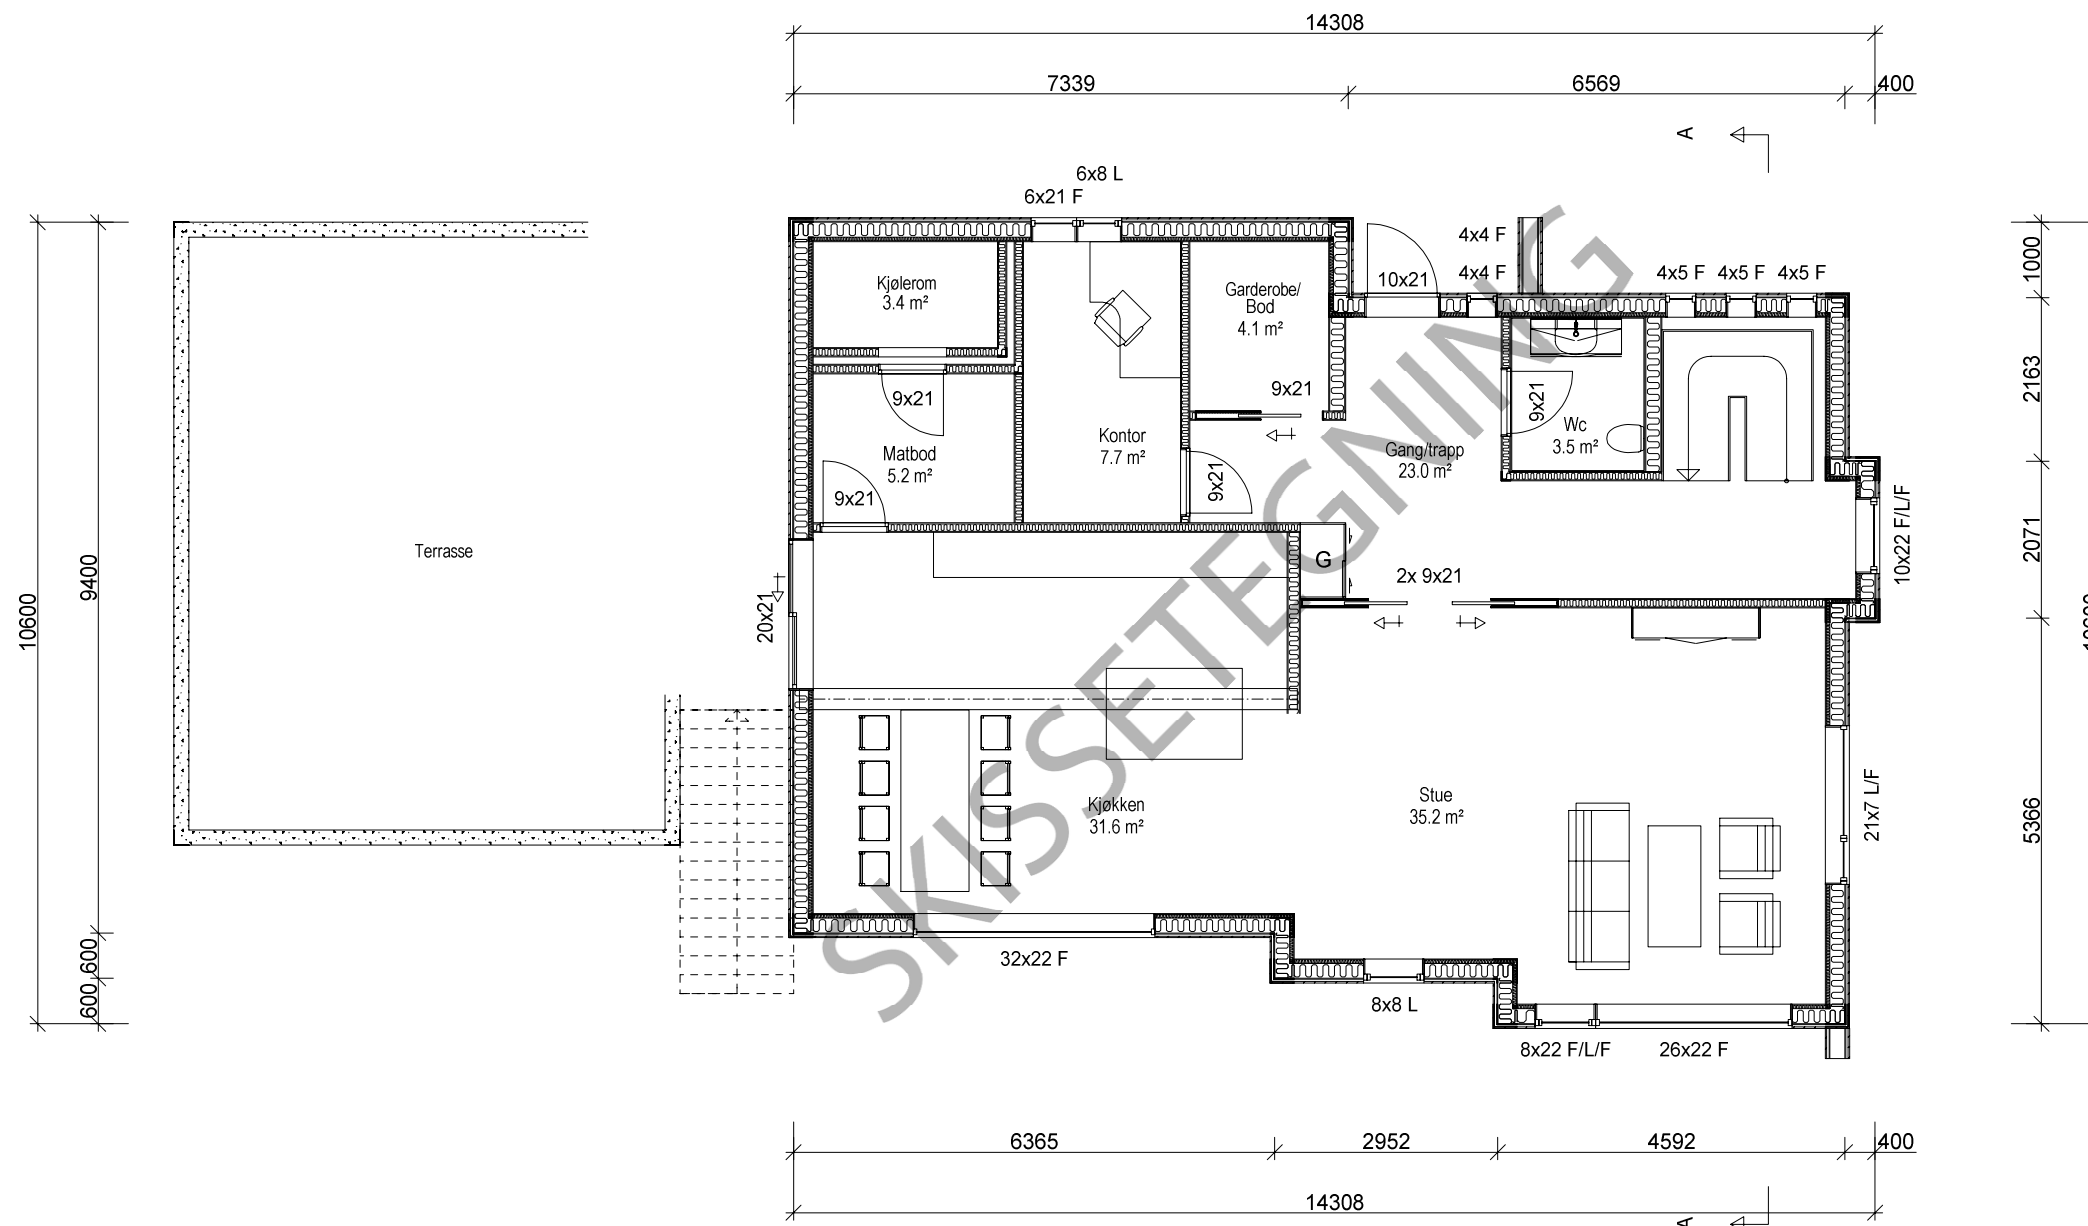 14308
7339
6569
400
A
6x8 L
6x21 F
4x4 F
10x21
4x4 F
4x5 F
4x5 F
4x5 F
Kjølerom
3.4 m²
Garderobe/
Bod
4.1 m²
1000
2163
9x21
9x21
9x21
Wc
3.5 m²
Kontor
7.7 m²
Matbod
5.2 m²
Gang/trapp
23.0 m²
9x21
9x21
10x22 F/L/F
2071
Terrasse
G
2x 9x21
20x21
9400
10600
SKISSETEGNING
Kjøkken
31.6 m²
Stue
35.2 m²
21x7 L/F
5366
32x22 F
600
600
8x8 L
8x22 F/L/F
26x22 F
6365
2952
4592
400
14308
A